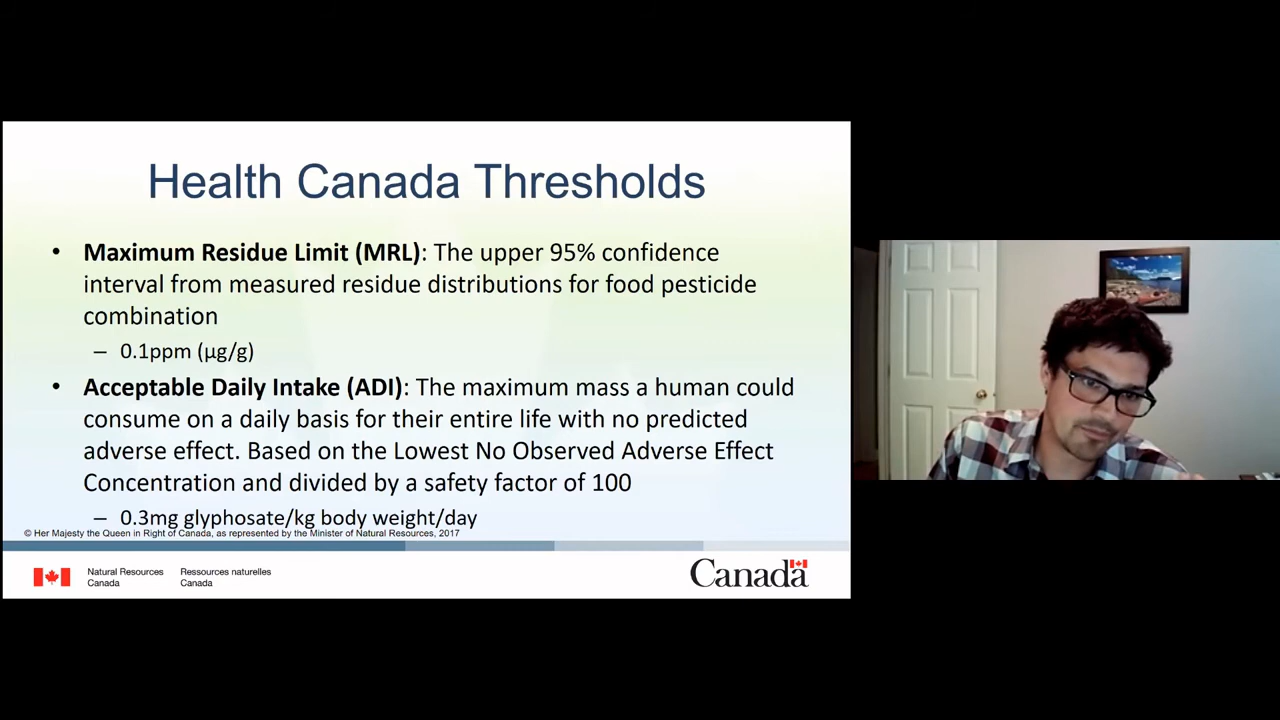 Health Canada Thresholds
• Maximum Residue Limit (MRL): The upper 95% confidence
interval from measured residue distributions for food pesticide
combination
– 0.1ppm (µg/g)
• Acceptable Daily Intake (ADI): The maximum mass a human could
consume on a daily basis for their entire life with no predicted
adverse effect. Based on the Lowest No Observed Adverse Effect
Concentration and divided by a safety factor of 100
– 0.3mg glyphosate/kg body weight/day
© Her Majesty the Queen in Right of Canada, as represented by the Minister of Natural Resources, 2017
Natural Resources
Canada
Ressources naturelles
Canada
Canada